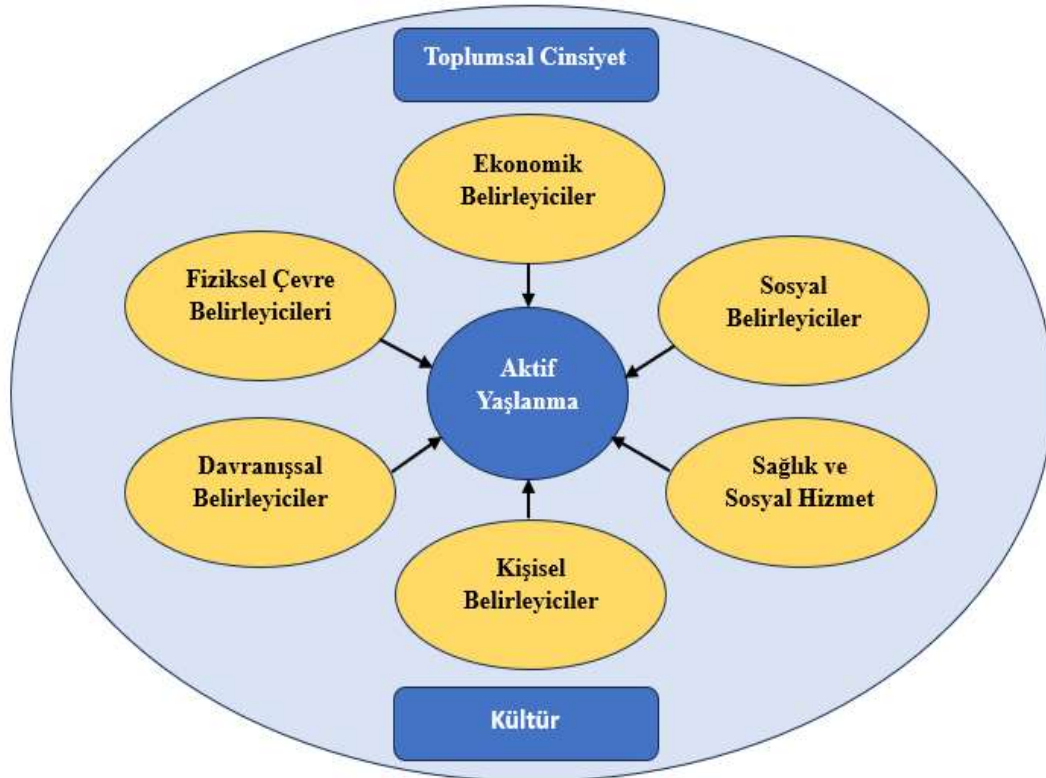 Toplumsal Cinsiyet
Ekonomik
Belirleyiciler
Fiziksel Çevre
Belirleyicileri
Sosyal
Belirleyiciler
Aktif
Yaşlanma
Davranışsal
Belirleyiciler
Sağlık ve
Sosyal Hizmet
Kişisel
Belirleyiciler
Kültür